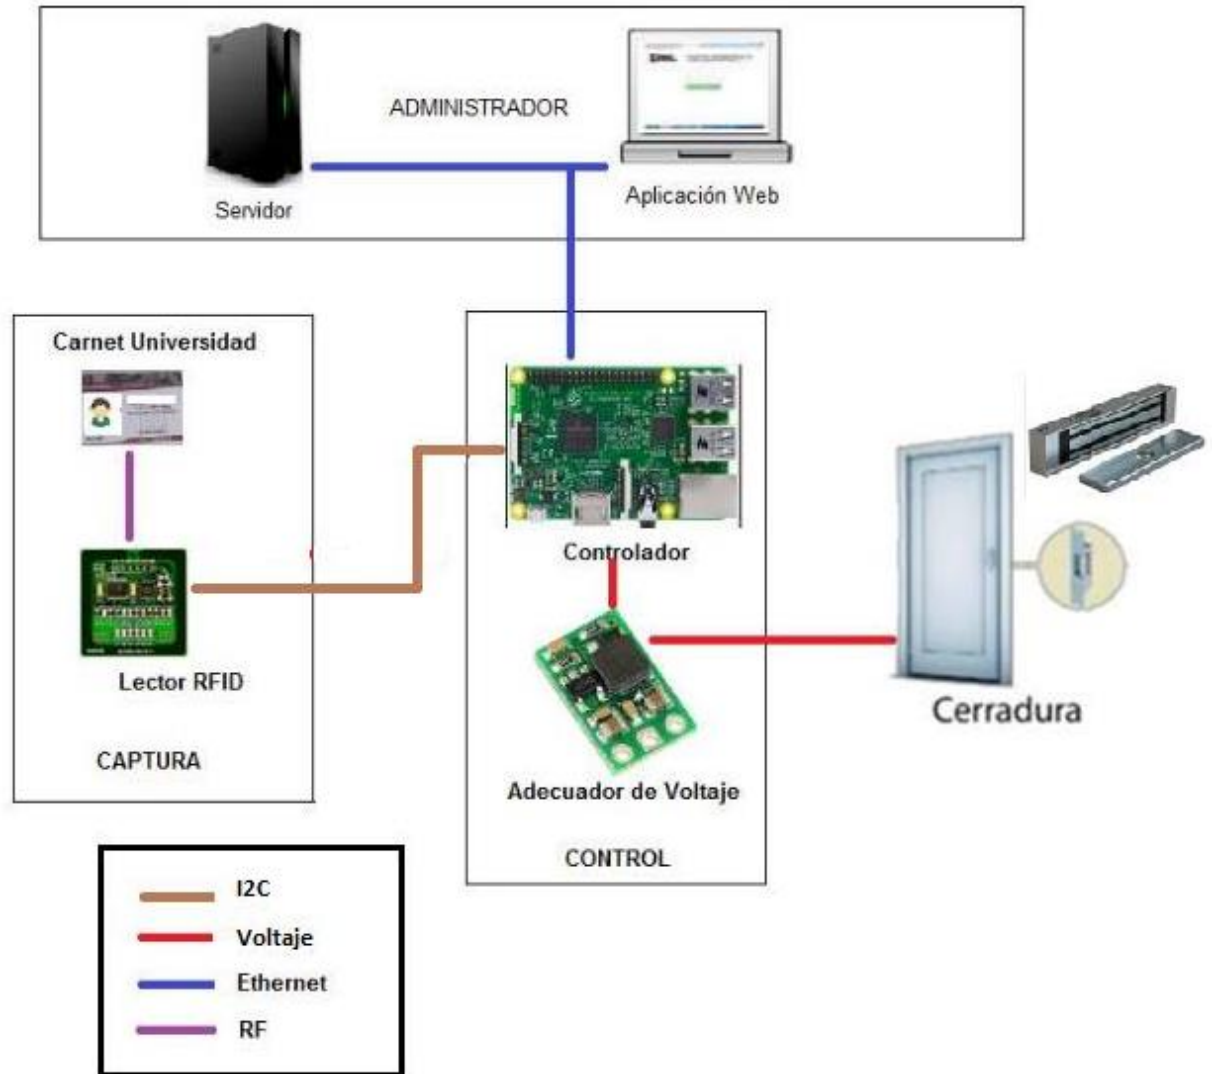 ADMINISTRADOR
Servidor
Aplicación Web
Carnet Universidad
Lector RFID
CAPTURA
Controlador
Adecuador de Voltaje
CONTROL
Cerradura
I2C
Voltaje
Ethernet
RF